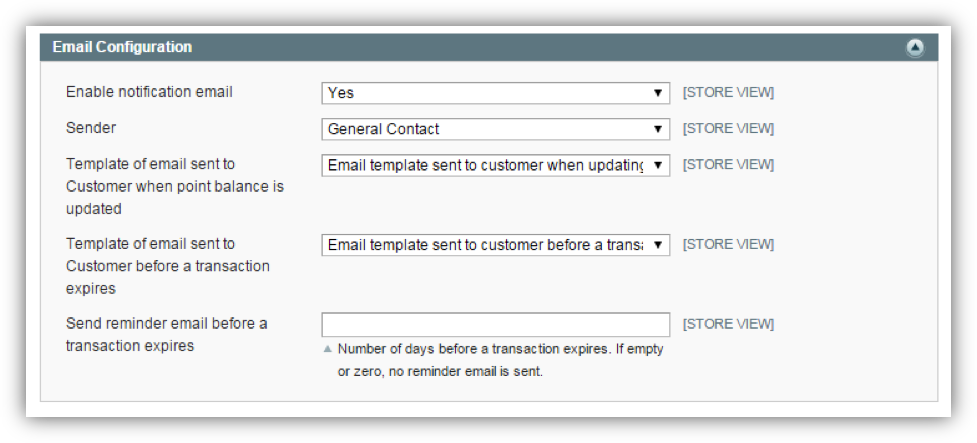 Email Configuration
Enable notification email
Yes
[STORE VIEW]
Sender
General Contact
[STORE VIEW]
Template of email sent to
Customer when point balance is
updated
Email template sent to customer when updating
[STORE VIEW]
Template of email sent to
Customer before a transaction
expires
Email template sent to customer before a transa
[STORE VIEW]
Send reminder email before a
transaction expires
[STORE VIEW]
Number of days before a transaction expires. If empty
or zero, no reminder email is sent.